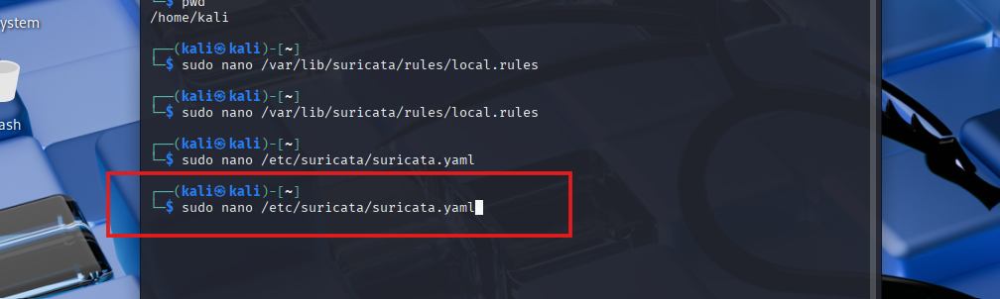 pwd
ystem
/home/kali
┌──(kali㉿kali)-[~]
└─$ sudo nano /var/lib/suricata/rules/local.rules
┌──(kali㉿kali)-[~]
└─$ sudo nano /var/lib/suricata/rules/local.rules
ash
┌──(kali㉿kali)-[~]
└─$ sudo nano /etc/suricata/suricata.yaml
┌──(kali㉿kali)-[~]
└─$ sudo nano /etc/suricata/suricata.yaml